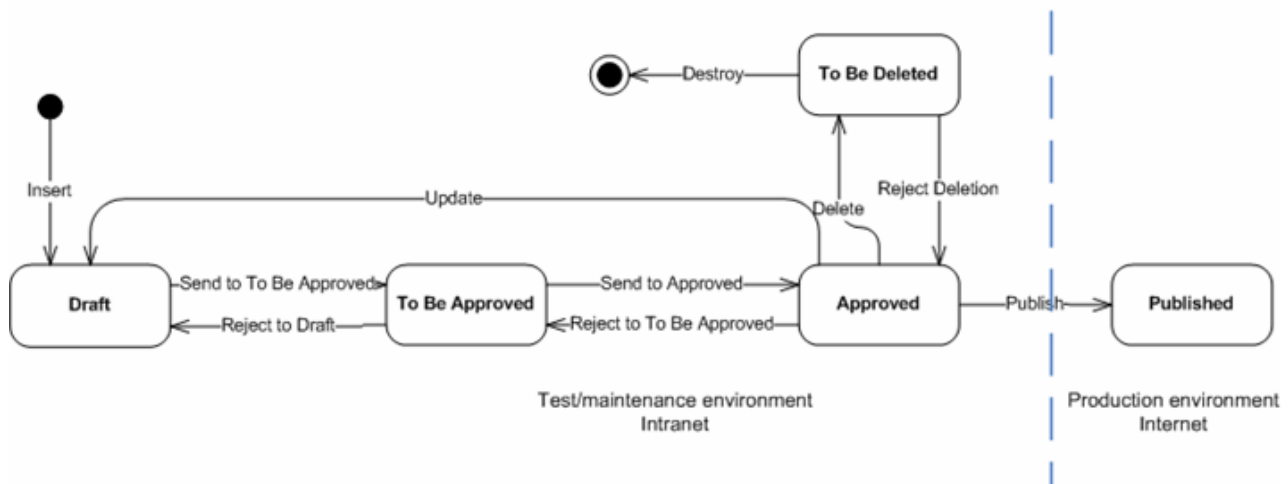 To Be Deleted
Destroy
Insert
Reject Deletion
Update
Delete
Send to To Be Approved
Send to Approved
Draft
To Be Approved
Approved
Publish
Published
Reject to Draft
Reject to To Be Approved
Test/maintenance environment
Intranet
Production environment
Internet